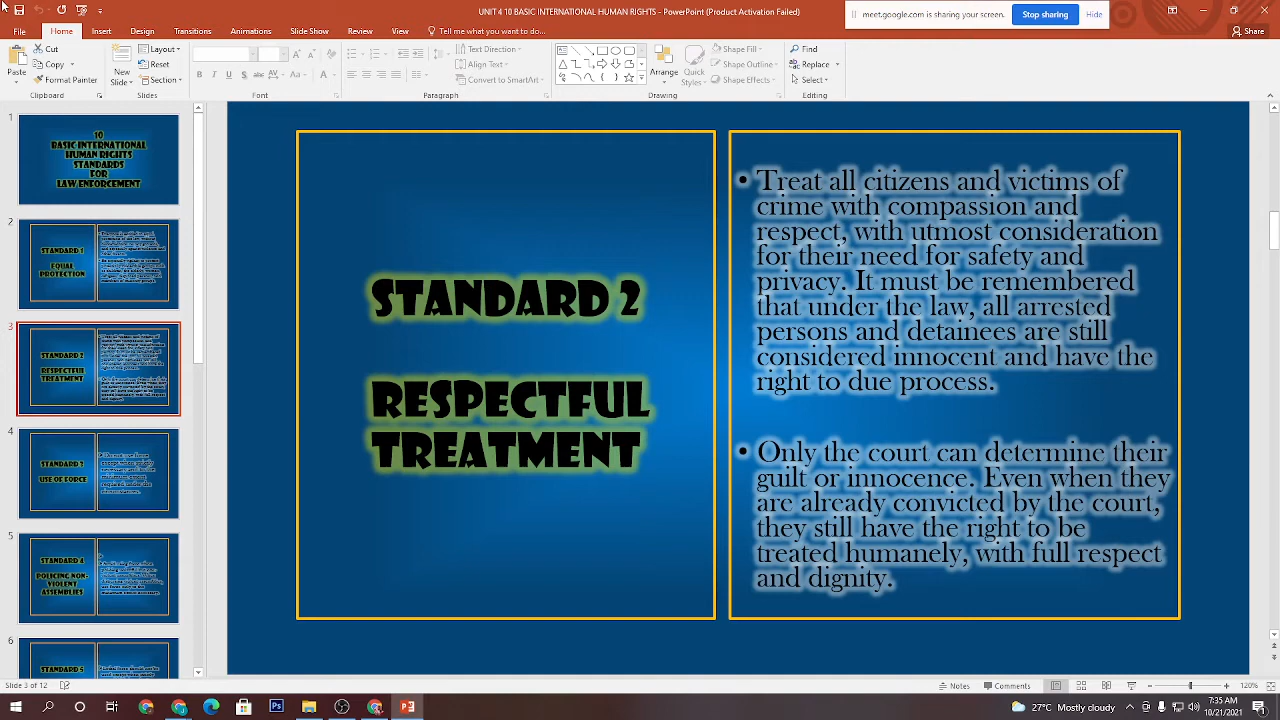 UNIT 4 10 BASIC INTERNATIONAL HUMAN RIGHTS - PowerPoint (Product Activation Failed)
meet.google.com is sharing your screen.
Stop sharing
Hide
File
Home
Insert
Design
Transitions
Animations
Slide Show
Review
View
Tell me what you want to do...
Share
Paste
Cut
Copy
Format Painter
New
Slide
Layout
Reset
Section
Text Direction
Align Text
Convert to SmartArt
Arrange
Quick
Styles
Shape Fill
Shape Outline
Shape Effects
Find
Replace
Select
Clipboard
Slides
Font
Paragraph
Drawing
Editing
1
10
BASIC INTERNATIONAL
HUMAN RIGHTS
STANDARDS
FOR
LAW ENFORCEMENT
2
STANDARD 1
EQUAL
PROTECTION
3
STANDARD 2
RESPECTFUL
TREATMENT
4
STANDARD 3
USE OF FORCE
5
STANDARD 4
POLICING NON-
VIOLENT
ASSEMBLIES
6
STANDARD 5
STANDARD 2
RESPECTFUL
TREATMENT
• Treat all citizens and victims of
crime with compassion and
respect, with utmost consideration
for their need for safety and
privacy. It must be remembered
that under the law, all arrested
persons and detainees are still
considered innocent and have the
right to due process.
• Only the court can determine their
guilt or innocence. Even when they
are already convicted by the court,
they still have the right to be
treated humanely, with full respect
and dignity.
Slide 3 of 12
Notes
Comments
120%
27°C Mostly cloudy
7:35 AM
10/21/2021